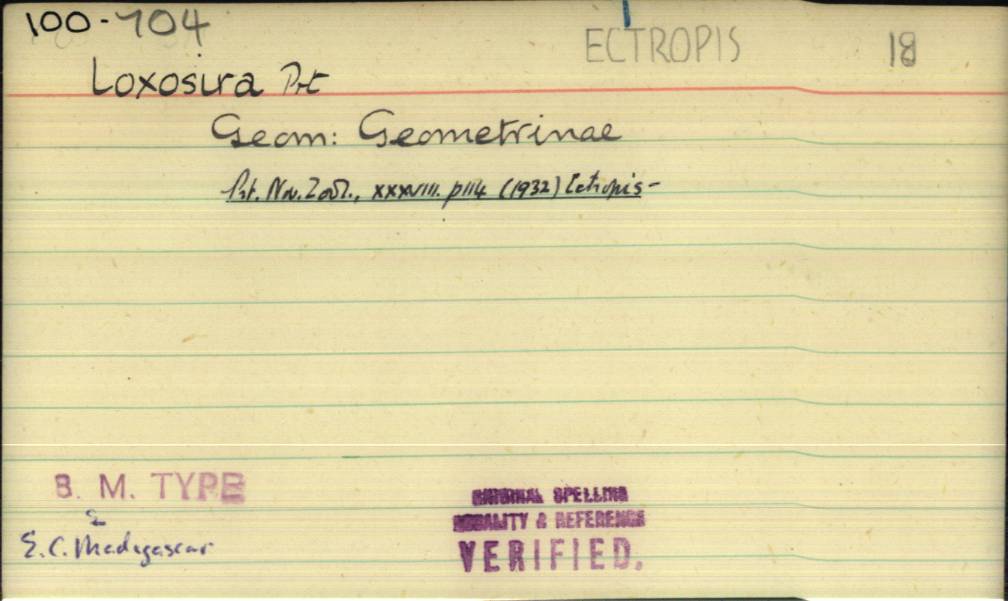 100-704
ECTROPIS 18
Loxosira Prt
Geom: Geometrinae
Prt. Nov. Zool., xxxviii. p114 (1932) Ectropis-
B. M. TYPE
E. C. Madagascar
ORIGINAL SPELLING
LOCALITY & REFERENCE
VERIFIED.